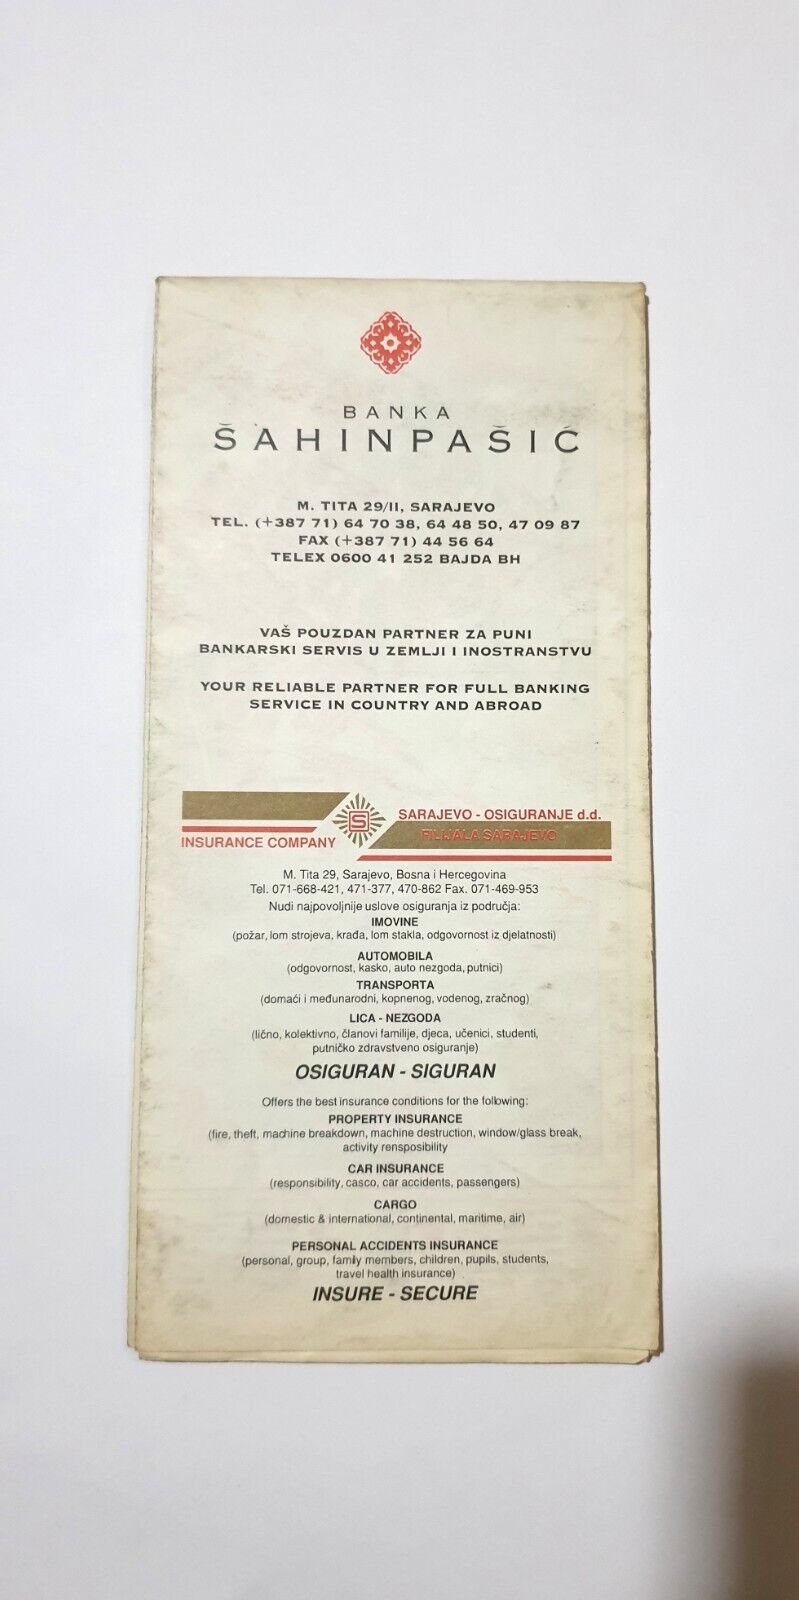 BANKA
ŠAHINPAŠIĆ
M. TITA 29/II, SARAJEVO
TEL. (+387 71) 64 70 38, 64 48 50, 47 09 87
FAX (+387 71) 44 56 64
TELEX 0600 41 252 BAJDA BH
VAŠ POUZDAN PARTNER ZA PUNI
BANKARSKI SERVIS U ZEMLJI I INOSTRANSTVU
YOUR RELIABLE PARTNER FOR FULL BANKING
SERVICE IN COUNTRY AND ABROAD
SARAJEVO - OSIGURANJE d.d.
S
FILIJALA SARAJEVO
INSURANCE COMPANY
M. Tita 29, Sarajevo, Bosna i Hercegovina
Tel. 071-668-421, 471-377, 470-862 Fax. 071-469-953
Nudi najpovoljnije uslove osiguranja iz područja:
IMOVINE
(požar, lom strojeva, krađa, lom stakla, odgovornost iz djelatnosti)
AUTOMOBILA
(odgovornost, kasko, auto nezgoda, putnici)
TRANSPORTA
(domaći i međunarodni, kopnenog, vodenog, zračnog)
LICA - NEZGODA
(lično, kolektivno, članovi familije, djeca, učenici, studenti,
putničko zdravstveno osiguranje)
OSIGURAN - SIGURAN
Offers the best insurance conditions for the following:
PROPERTY INSURANCE
(fire, theft, machine breakdown, machine destruction, window/glass break,
activity rensposibility
CAR INSURANCE
(responsibility, casco, car accidents, passengers)
CARGO
(domestic & international, continental, maritime, air)
PERSONAL ACCIDENTS INSURANCE
(personal, group, family members, children, pupils, students,
travel health insurance)
INSURE - SECURE